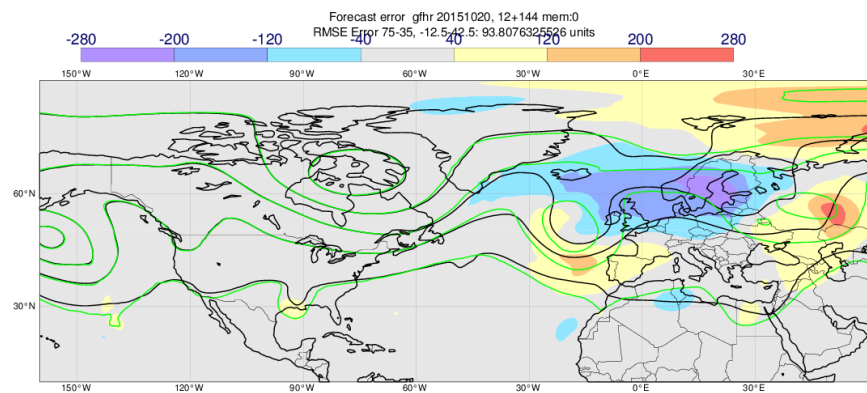 Forecast error gfhr 20151020, 12+144 mem:0
RMSE Error 75-35, -12.5-42.5: 93.8076325526 units
-280 -200 -120 -40 40 120 200 280
150°W 120°W 90°W 60°W 30°W 0°E 30°E
60°N
30°N
150°W 120°W 90°W 60°W 30°W 0°E 30°E